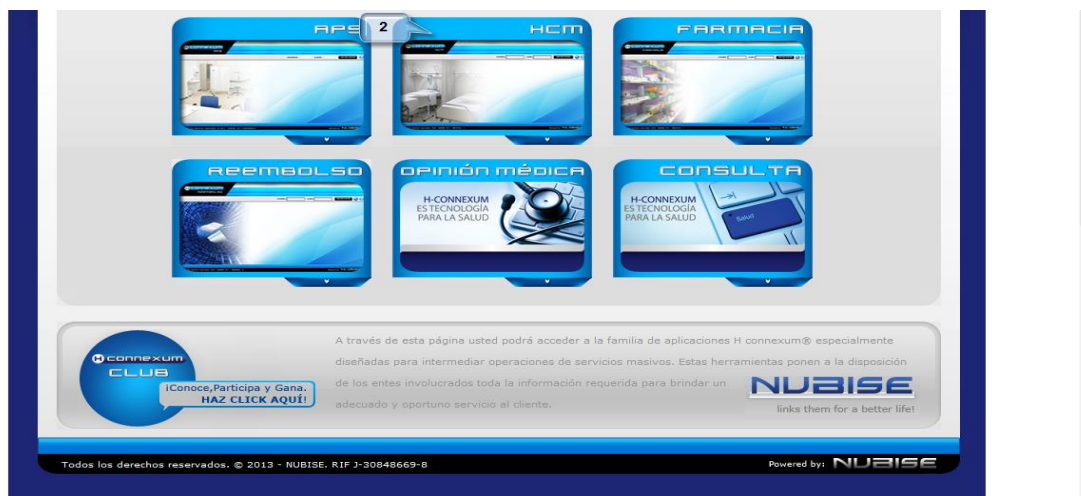 APS
2
HCM
FARMACIA
REEMBOLSO
OPINIÓN MÉDICA
CONSULTA
H-CONNEXUM
ES TECNOLOGÍA
PARA LA SALUD
H-CONNEXUM
ES TECNOLOGÍA
PARA LA SALUD
Salud
A través de esta página usted podrá acceder a la familia de aplicaciones H connexum® especialmente
diseñadas para intermediar operaciones de servicios masivos. Estas herramientas ponen a la disposición
de los entes involucrados toda la información requerida para brindar un
adecuado y oportuno servicio al cliente.
H connexum
CLUB
¡Conoce,Participa y Gana.
HAZ CLICK AQUÍ!
NUBISE
links them for a better life!
Todos los derechos reservados. © 2013 - NUBISE. RIF J-30848669-8
Powered by: NUBISE